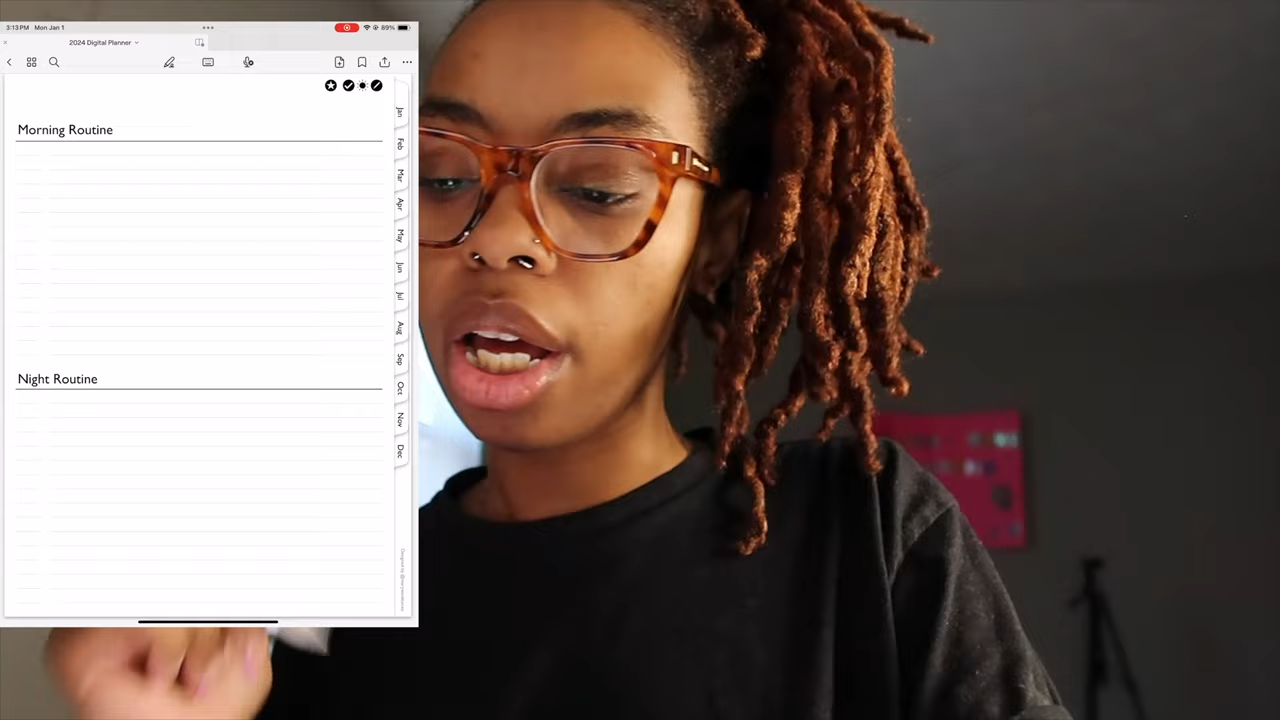 3:13 PM Mon Jan 1
89%
2024 Digital Planner
Morning Routine
Night Routine
Jan
Feb
Mar
Apr
May
Jun
Jul
Aug
Sep
Oct
Nov
Dec